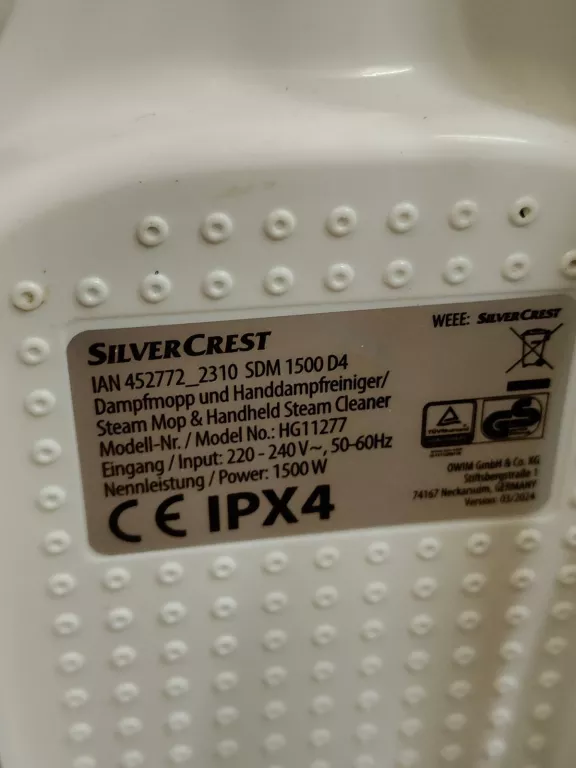 SILVERCREST
IAN 452772_2310 SDM 1500 D4
Dampfmopp und Handdampfreiniger/
Steam Mop & Handheld Steam Cleaner
Modell-Nr. / Model No.: HG11277
Eingang / Input: 220 - 240 V~, 50-60Hz
Nennleistung / Power: 1500 W
CE IPX4
WEEE: SILVERCREST
GS
OWIM GmbH & Co. KG
Stiftsbergstraße 1
74167 Neckarsulm, GERMANY
Version: 03/2024